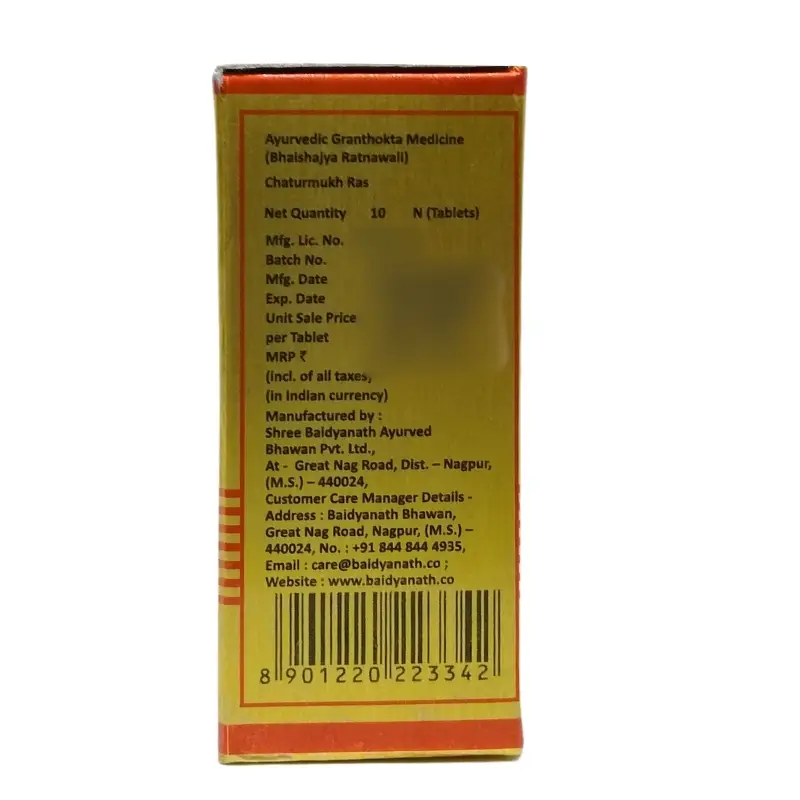 Ayurvedic Granthokta Medicine
(Bhaishajya Ratnawali)
Chaturmukh Ras
Net Quantity 10 N (Tablets)
Mfg. Lic. No.
Batch No.
Mfg. Date
Exp. Date
Unit Sale Price
per Tablet
MRP ₹
(incl. of all taxes,
(in Indian currency)
Manufactured by :
Shree Baidyanath Ayurved
Bhawan Pvt. Ltd.,
At - Great Nag Road, Dist. – Nagpur,
(M.S.) – 440024,
Customer Care Manager Details -
Address : Baidyanath Bhawan,
Great Nag Road, Nagpur, (M.S.) –
440024, No. : +91 844 844 4935,
Email : care@baidyanath.co ;
Website : www.baidyanath.co
8 901220 223342